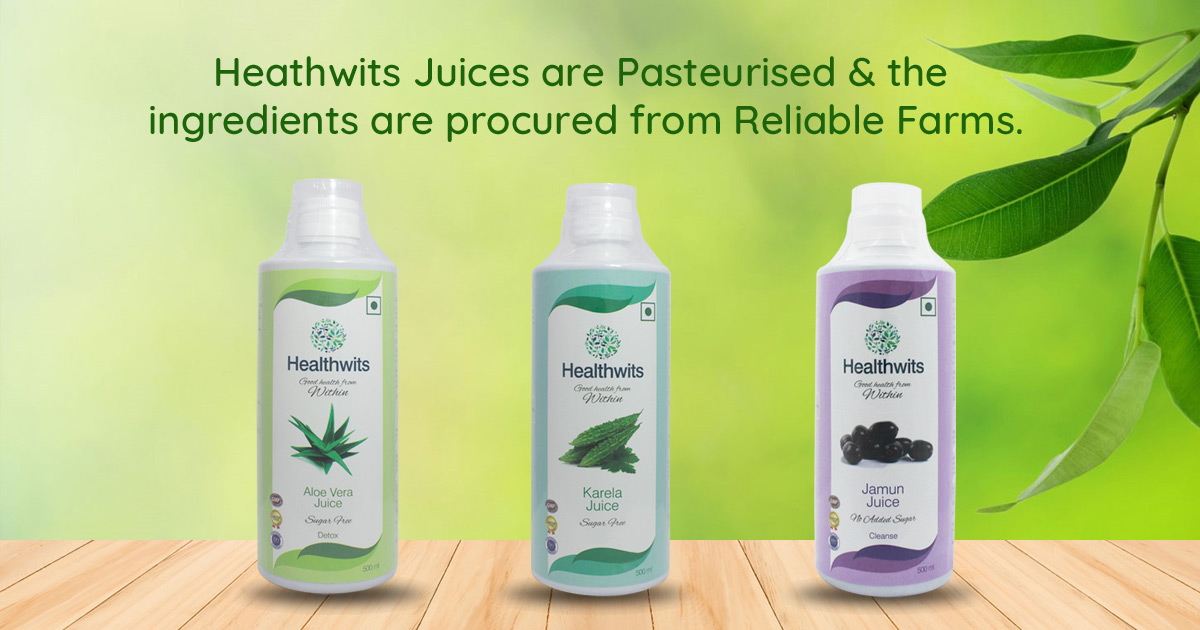 Heathwits Juices are Pasteurised & the
ingredients are procured from Reliable Farms.
Healthwits
Good health from
Within
Aloe Vera
Juice
Sugar Free
Detox
500 ml
Healthwits
Good health from
Within
Karela
Juice
Sugar Free
500 ml
Healthwits
Good health from
Within
Jamun
Juice
No Added Sugar
Cleanse
500 ml